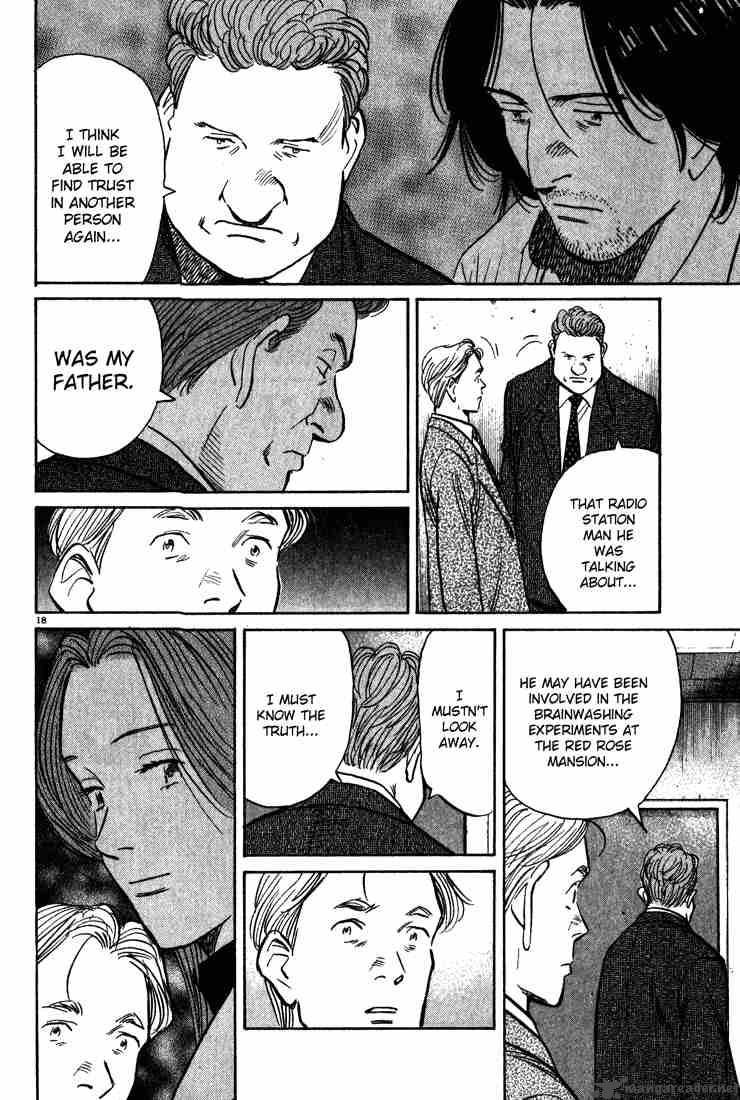 I THINK
I WILL BE
ABLE TO
FIND TRUST
IN ANOTHER
PERSON
AGAIN...
THAT RADIO
STATION
MAN HE
WAS
TALKING
ABOUT...
WAS MY
FATHER.
18
HE MAY HAVE BEEN
INVOLVED IN THE
BRAINWASHING
EXPERIMENTS AT
THE RED ROSE
MANSION...
I
MUSTN'T
LOOK
AWAY.
I MUST
KNOW THE
TRUTH...
mangareader.net